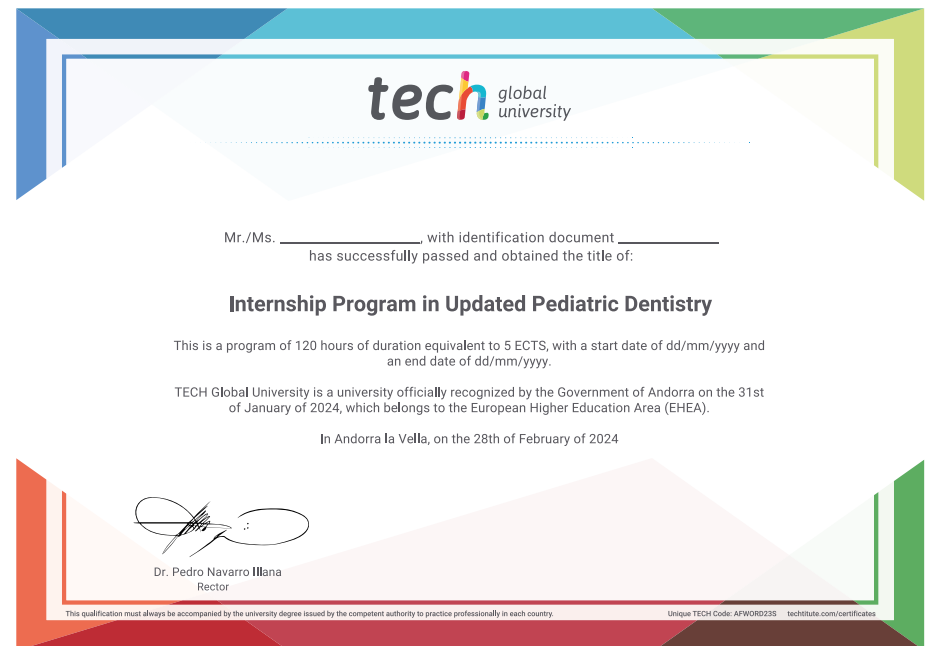 tech global university
Mr./Ms. ____________, with identification document ____________
has successfully passed and obtained the title of:
Internship Program in Updated Pediatric Dentistry
This is a program of 120 hours of duration equivalent to 5 ECTS, with a start date of dd/mm/yyyy and
an end date of dd/mm/yyyy.
TECH Global University is a university officially recognized by the Government of Andorra on the 31st
of January of 2024, which belongs to the European Higher Education Area (EHEA).
In Andorra la Vella, on the 28th of February of 2024
Dr. Pedro Navarro Illana
Rector
This qualification must always be accompanied by the university degree issued by the competent authority to practice professionally in each country. Unique TECH Code: AFWORD23S techtitute.com/certificates